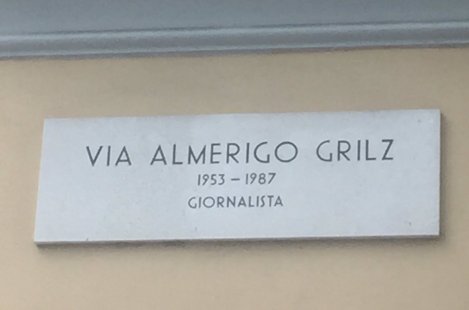 VIA ALMERIGO GRILZ
1953 – 1987
GIORNALISTA